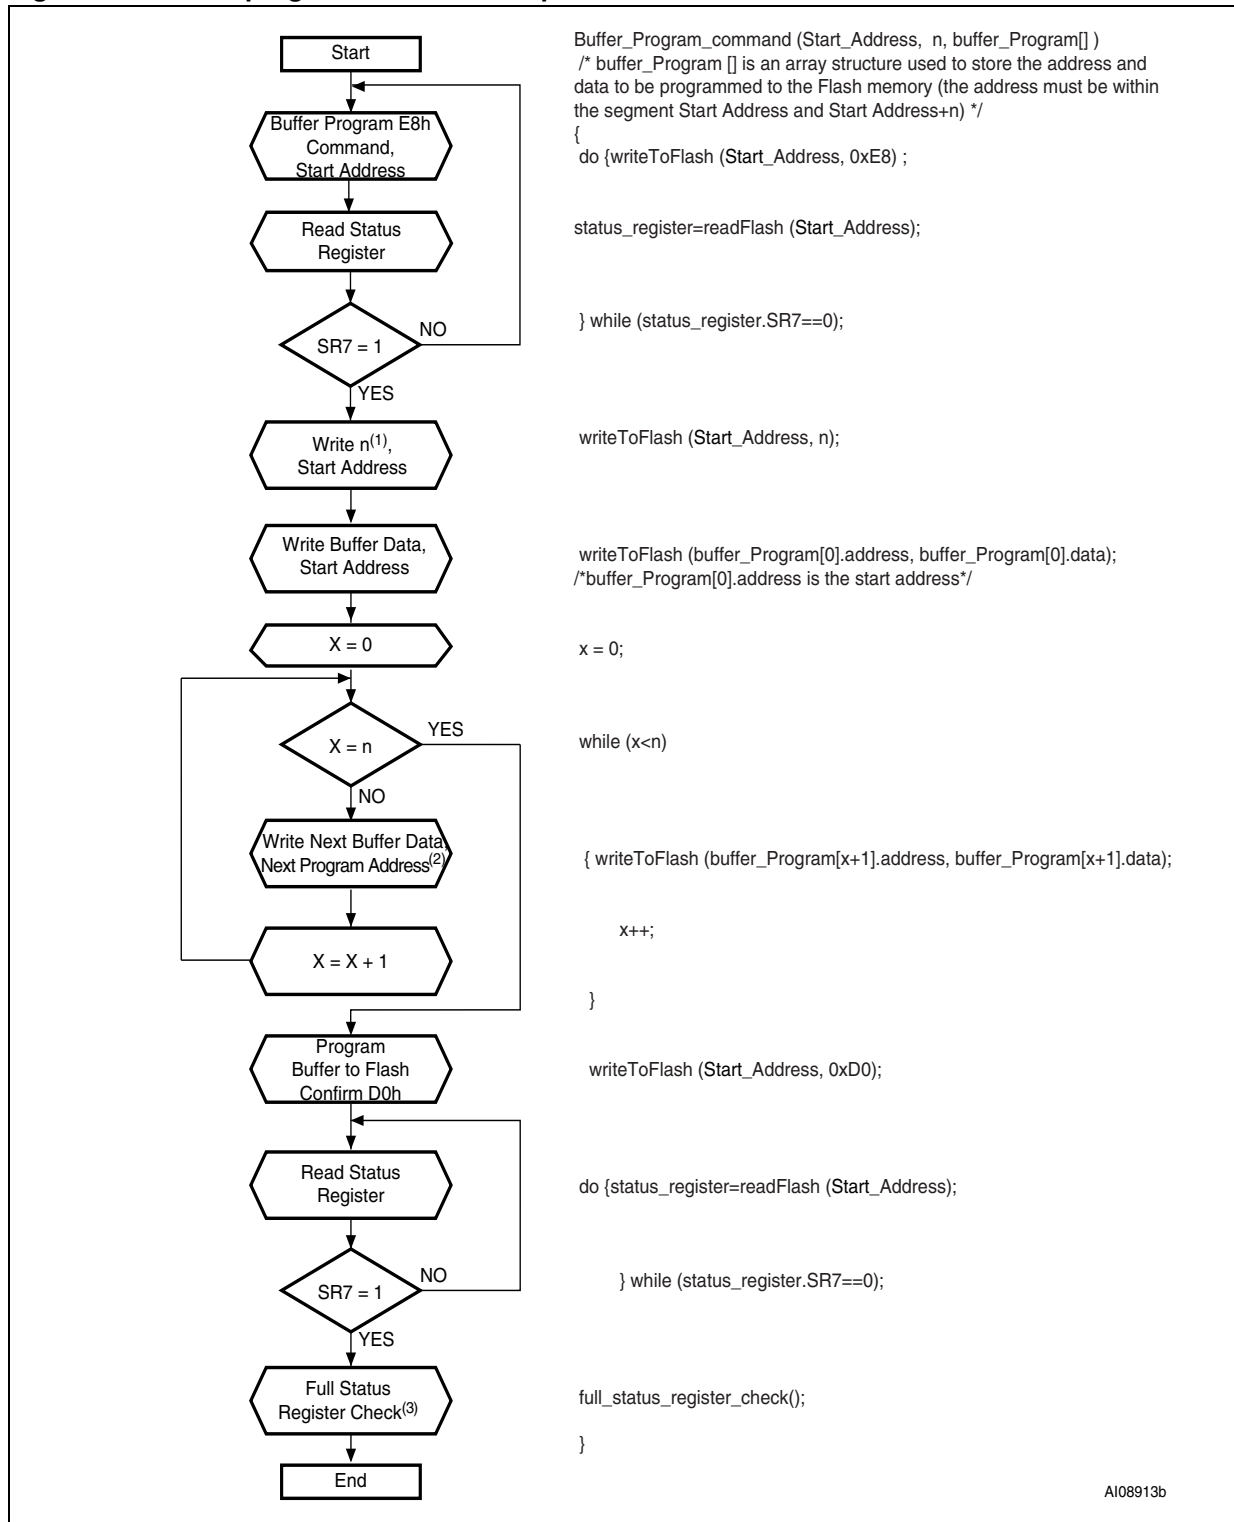 Start
Buffer_Program_command (Start_Address, n, buffer_Program[] )
/* buffer_Program [] is an array structure used to store the address and
data to be programmed to the Flash memory (the address must be within
the segment Start Address and Start Address+n) */
{
Buffer Program E8h
Command,
Start Address
do {writeToFlash (Start_Address, 0xE8) ;
Read Status
Register
status_register=readFlash (Start_Address);
SR7 = 1
NO
YES
} while (status_register.SR7==0);
Write n(1),
Start Address
writeToFlash (Start_Address, n);
Write Buffer Data,
Start Address
writeToFlash (buffer_Program[0].address, buffer_Program[0].data);
/*buffer_Program[0].address is the start address*/
X = 0
x = 0;
X = n
YES
NO
while (x<n)
Write Next Buffer Data,
Next Program Address(2)
{ writeToFlash (buffer_Program[x+1].address, buffer_Program[x+1].data);
X = X + 1
x++;
}
Program
Buffer to Flash
Confirm D0h
writeToFlash (Start_Address, 0xD0);
Read Status
Register
do {status_register=readFlash (Start_Address);
SR7 = 1
NO
YES
} while (status_register.SR7==0);
Full Status
Register Check(3)
full_status_register_check();
}
End
AI08913b